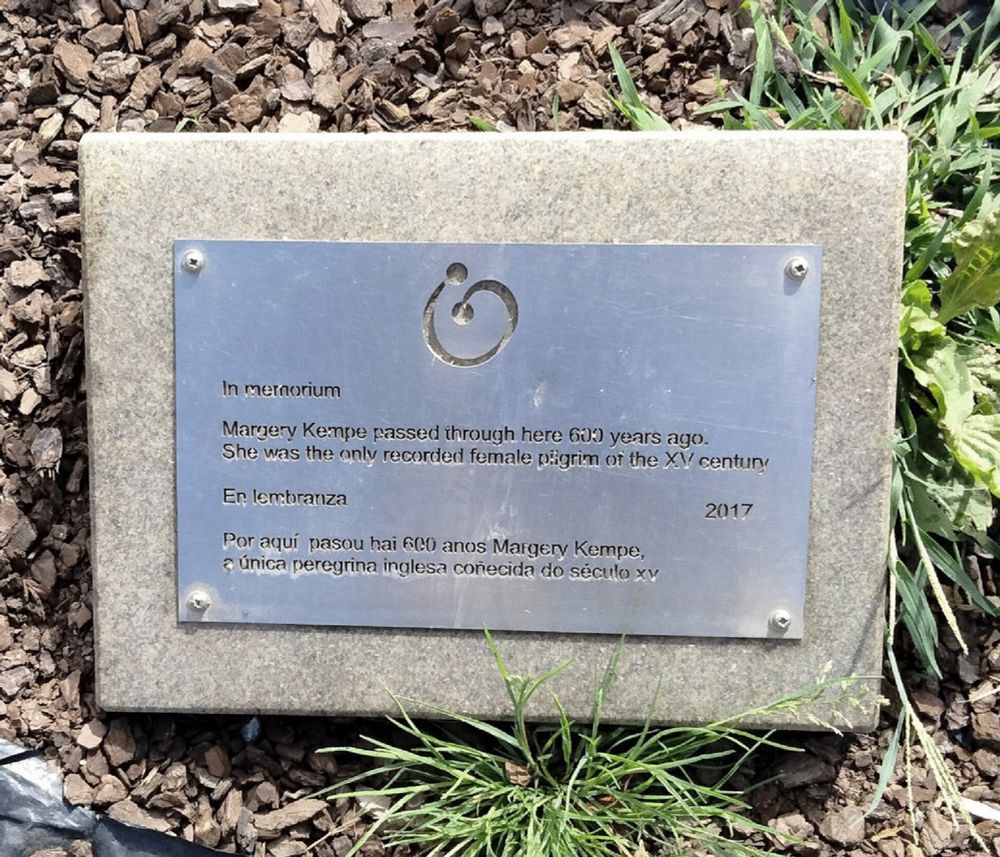 In memorium
Margery Kempe passed through here 600 years ago.
She was the only recorded female pilgrim of the XV century
En lembranza
2017
Por aquí pasou hai 600 anos Margery Kempe,
a única peregrina inglesa coñecida do século xv